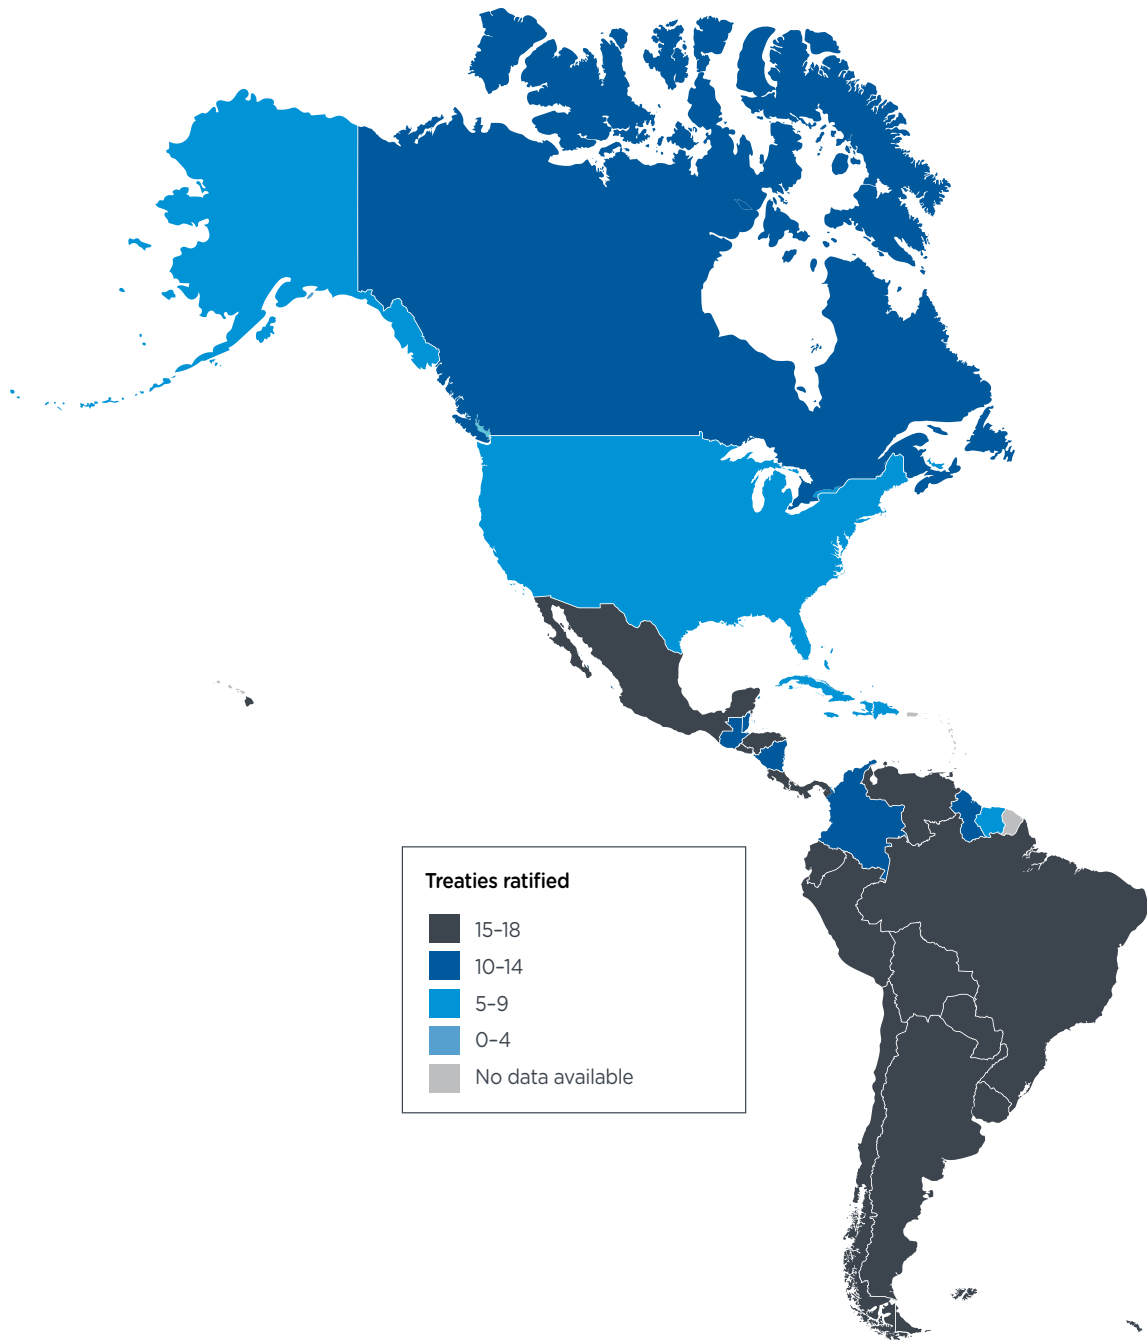 Treaties ratified
15–18
10–14
5–9
0–4
No data available